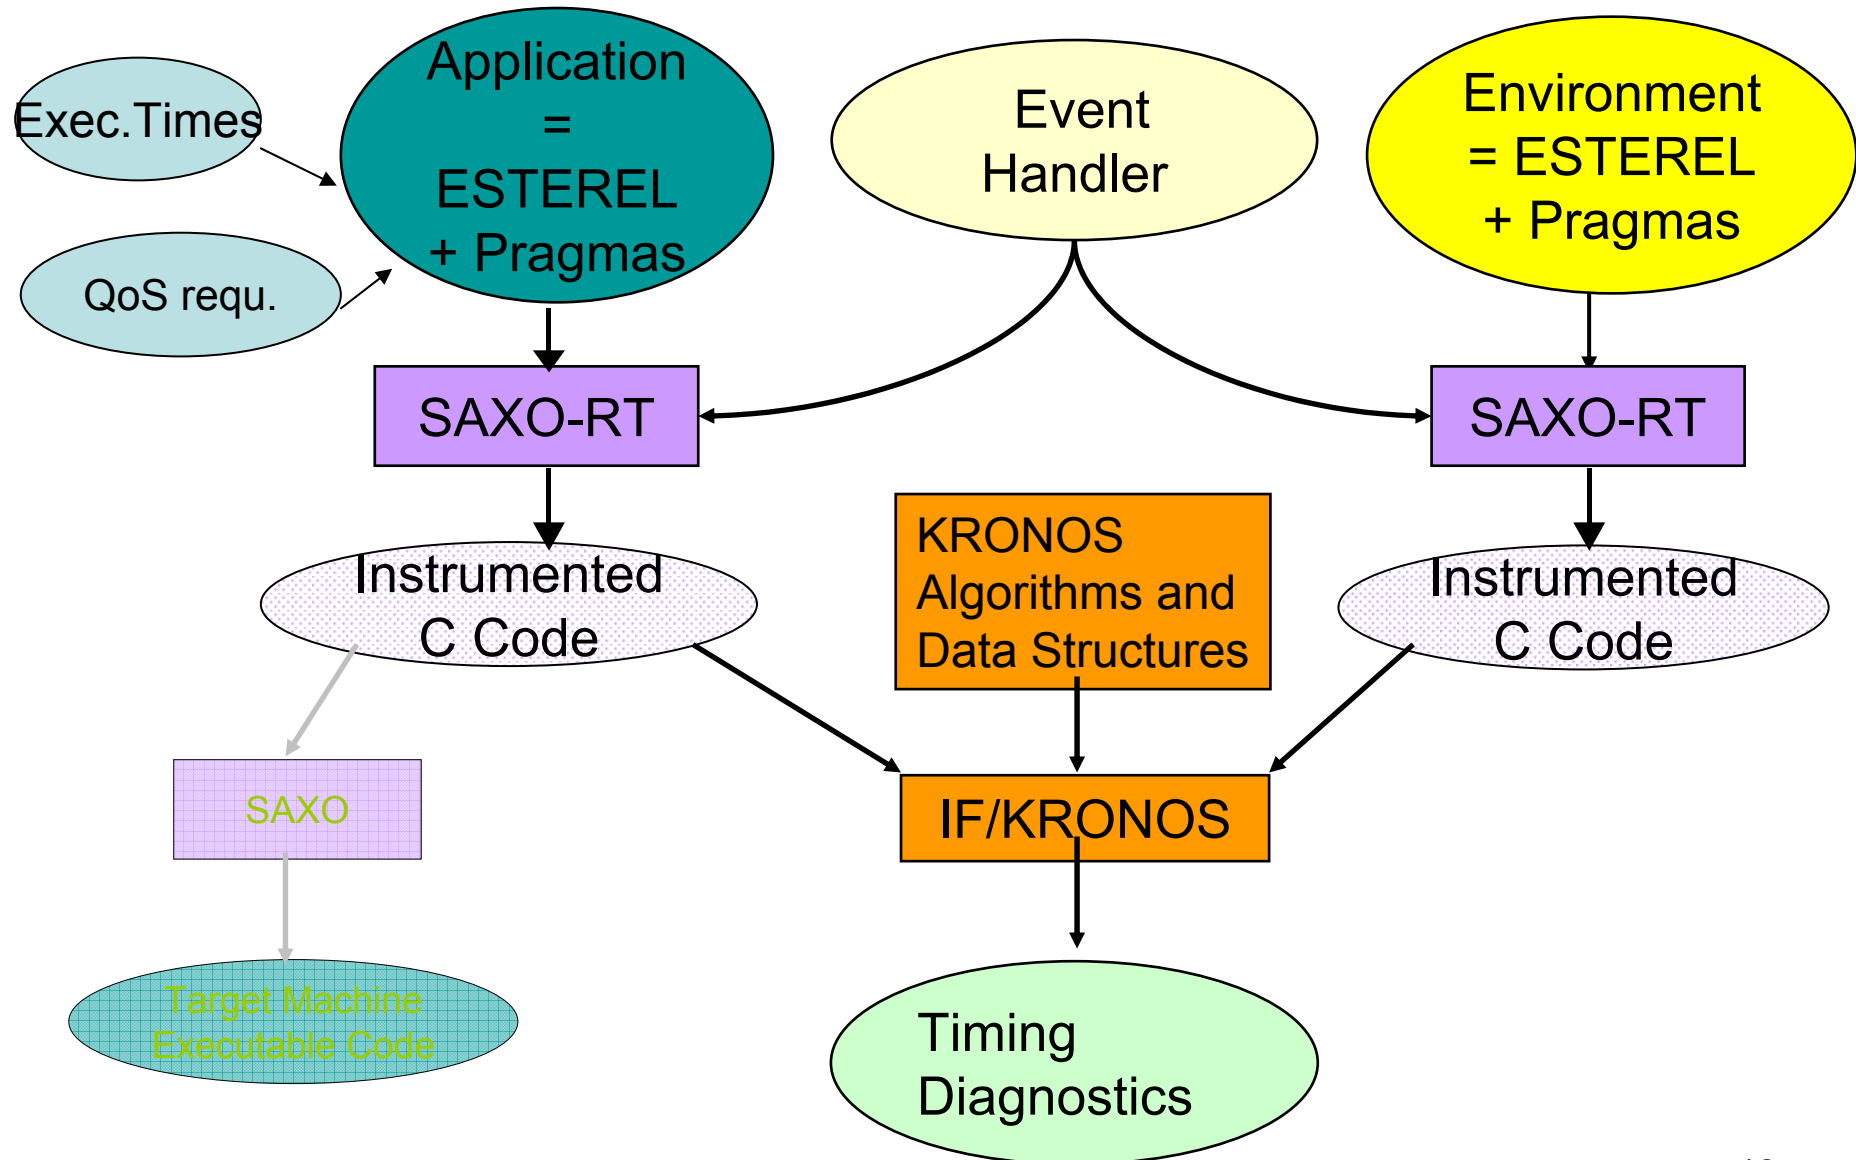 Exec.Times
QoS requ.
Application
=
ESTEREL
+ Pragmas
Event
Handler
Environment
= ESTEREL
+ Pragmas
SAXO-RT
SAXO-RT
Instrumented
C Code
KRONOS
Algorithms and
Data Structures
Instrumented
C Code
SAXO
IF/KRONOS
Target Machine
Executable Code
Timing
Diagnostics